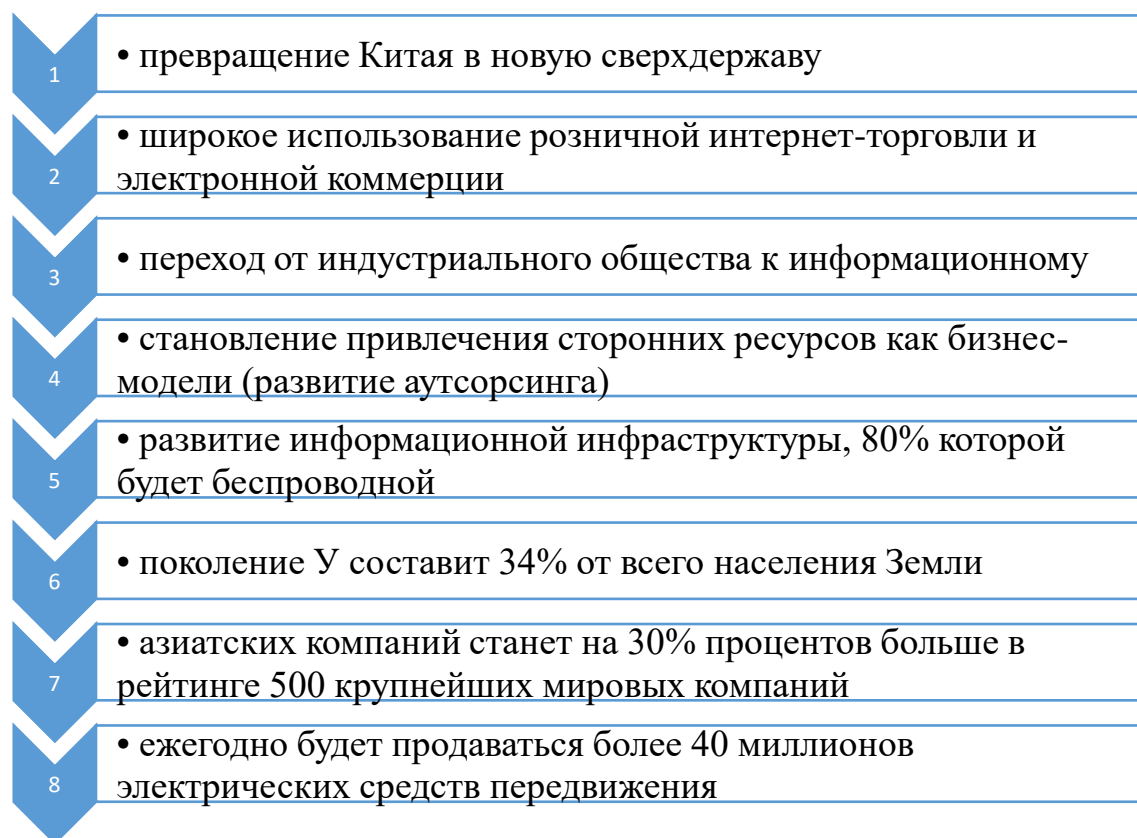 1
• превращение Китая в новую сверхдержаву
2
• широкое использование розничной интернет-торговли и
электронной коммерции
3
• переход от индустриального общества к информационному
4
• становление привлечения сторонних ресурсов как бизнес-
модели (развитие аутсорсинга)
5
• развитие информационной инфраструктуры, 80% которой
будет беспроводной
6
• поколение У составит 34% от всего населения Земли
7
• азиатских компаний станет на 30% процентов больше в
рейтинге 500 крупнейших мировых компаний
8
• ежегодно будет продаваться более 40 миллионов
электрических средств передвижения